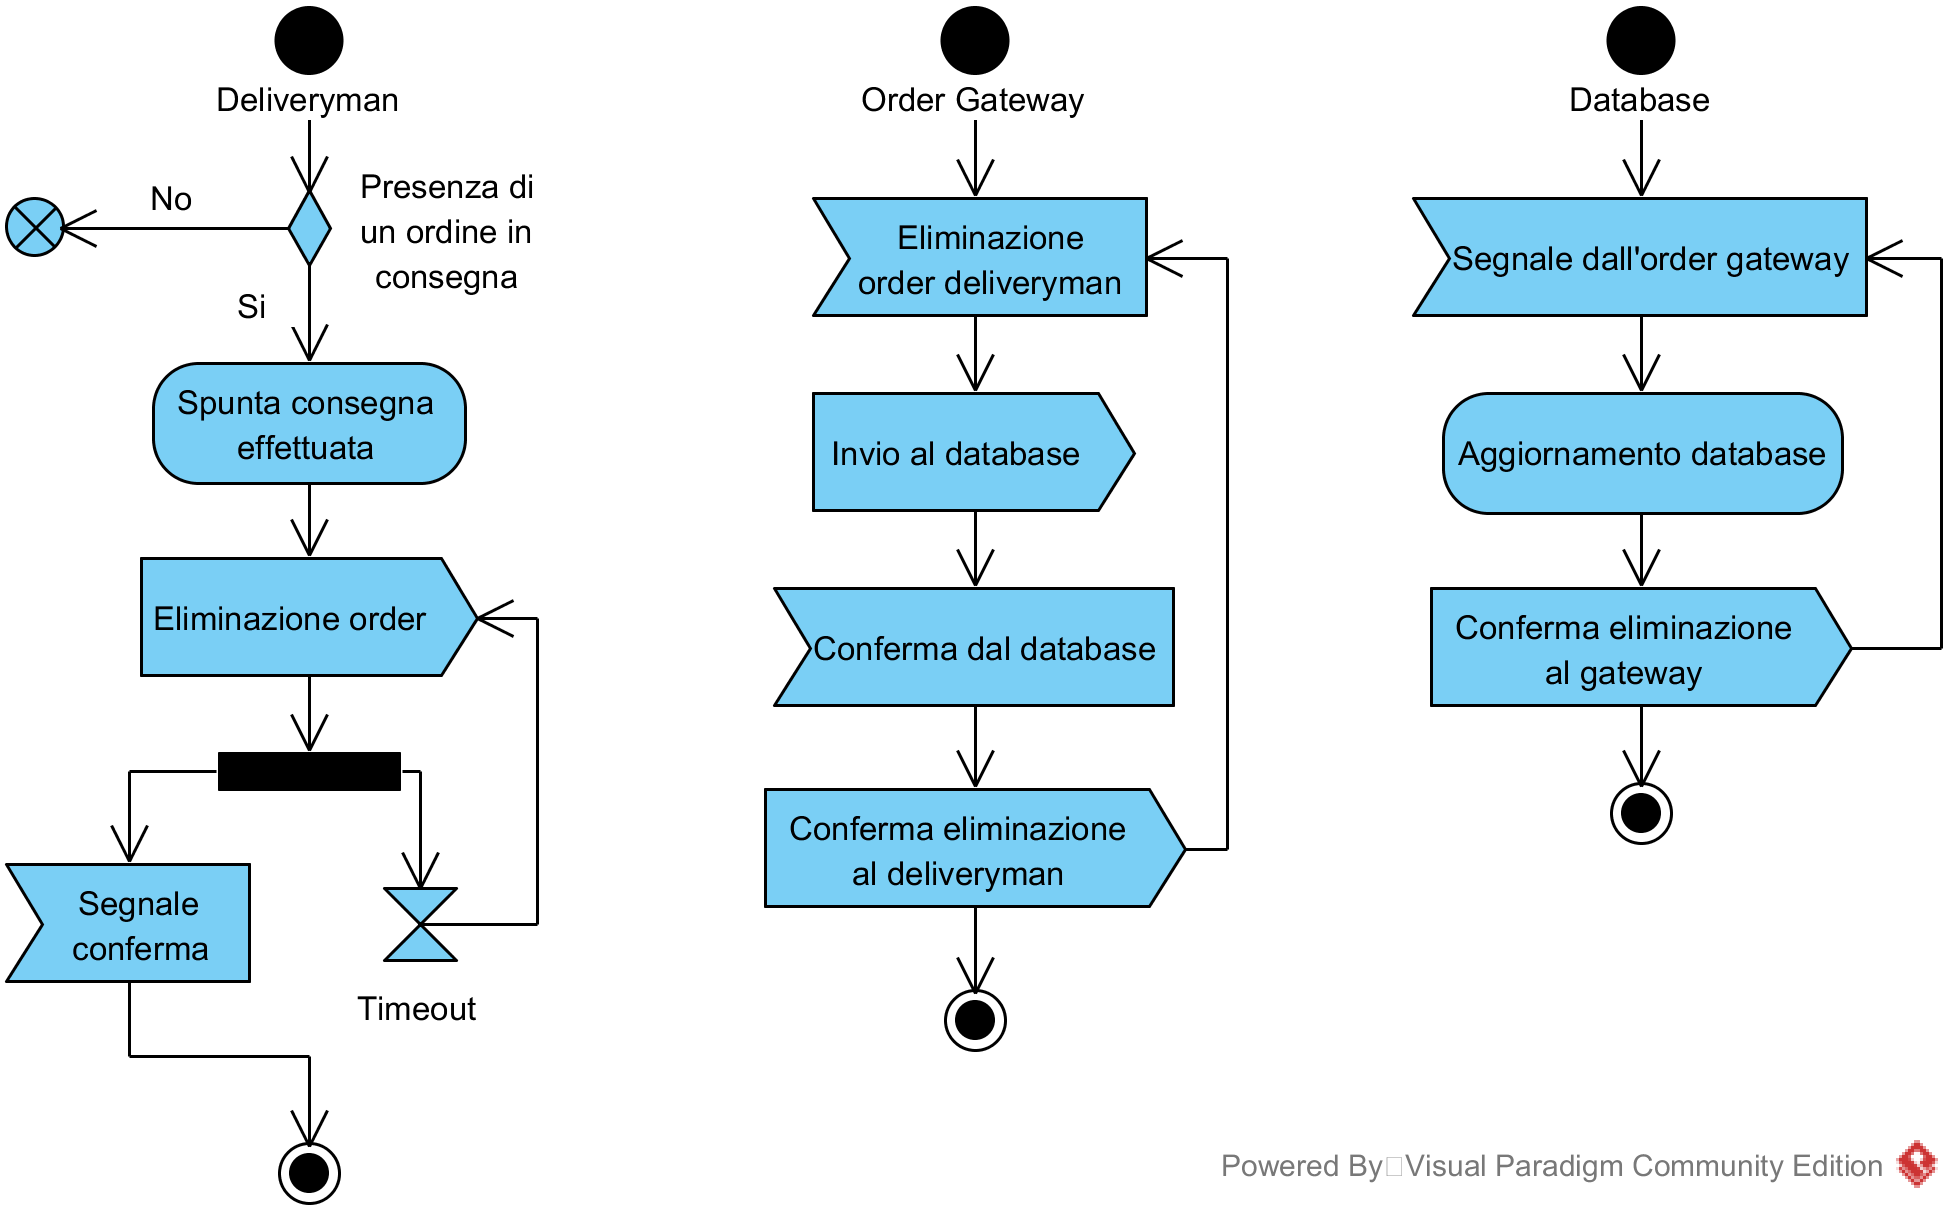 Deliveryman
No
Presenza di
un ordine in
consegna
Si
Spunta consegna
effettuata
Eliminazione order
Segnale
conferma
Timeout
Order Gateway
Eliminazione
order deliveryman
Invio al database
Conferma dal database
Conferma eliminazione
al deliveryman
Database
Segnale dall'order gateway
Aggiornamento database
Conferma eliminazione
al gateway
Powered By Visual Paradigm Community Edition